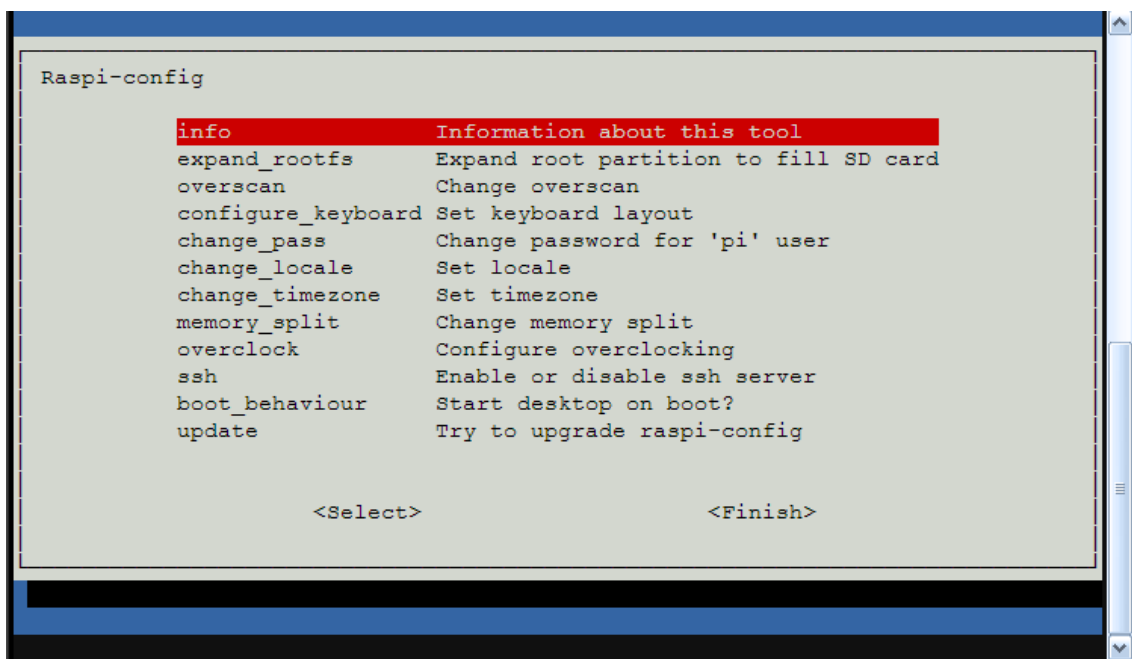 Raspi-config
info Information about this tool
expand_rootfs Expand root partition to fill SD card
overscan Change overscan
configure_keyboard Set keyboard layout
change_pass Change password for 'pi' user
change_locale Set locale
change_timezone Set timezone
memory_split Change memory split
overclock Configure overclocking
ssh Enable or disable ssh server
boot_behaviour Start desktop on boot?
update Try to upgrade raspi-config
<Select> <Finish>